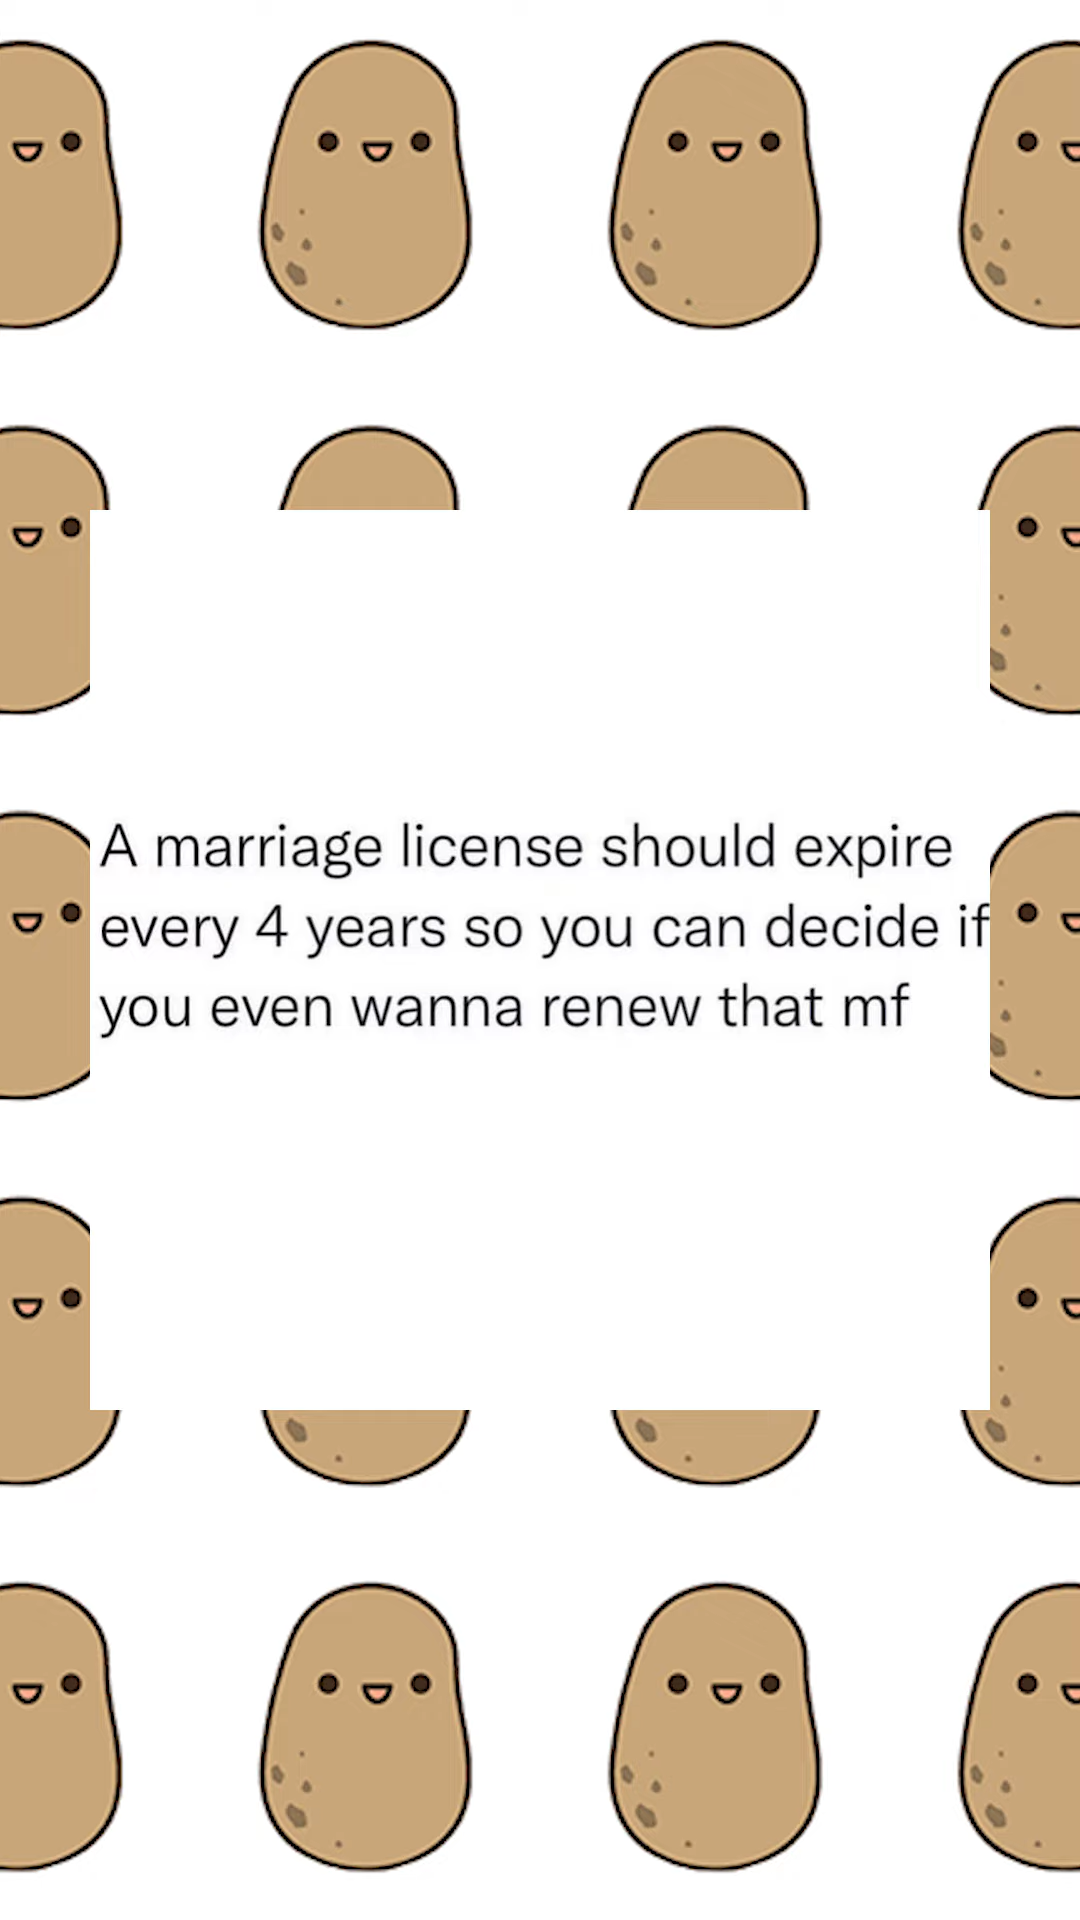 A marriage license should expire
every 4 years so you can decide if
you even wanna renew that mf